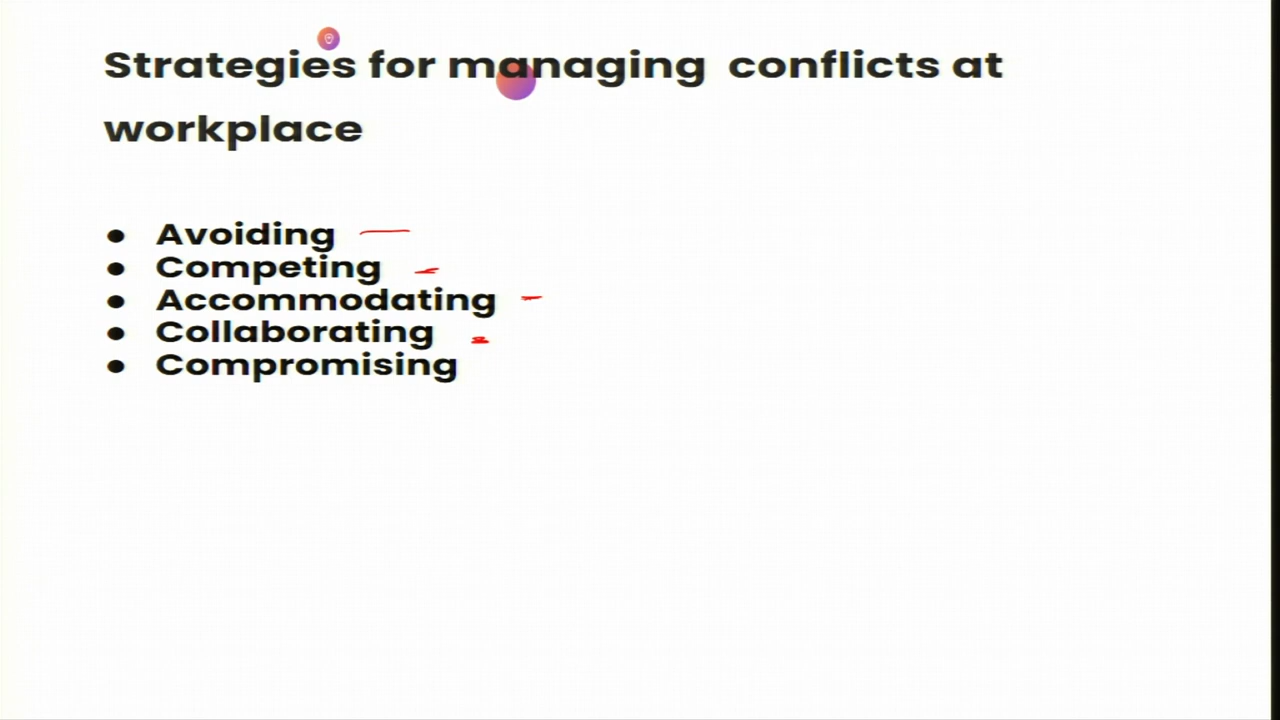 Strategies for managing conflicts at
workplace
● Avoiding
● Competing
● Accommodating
● Collaborating
● Compromising